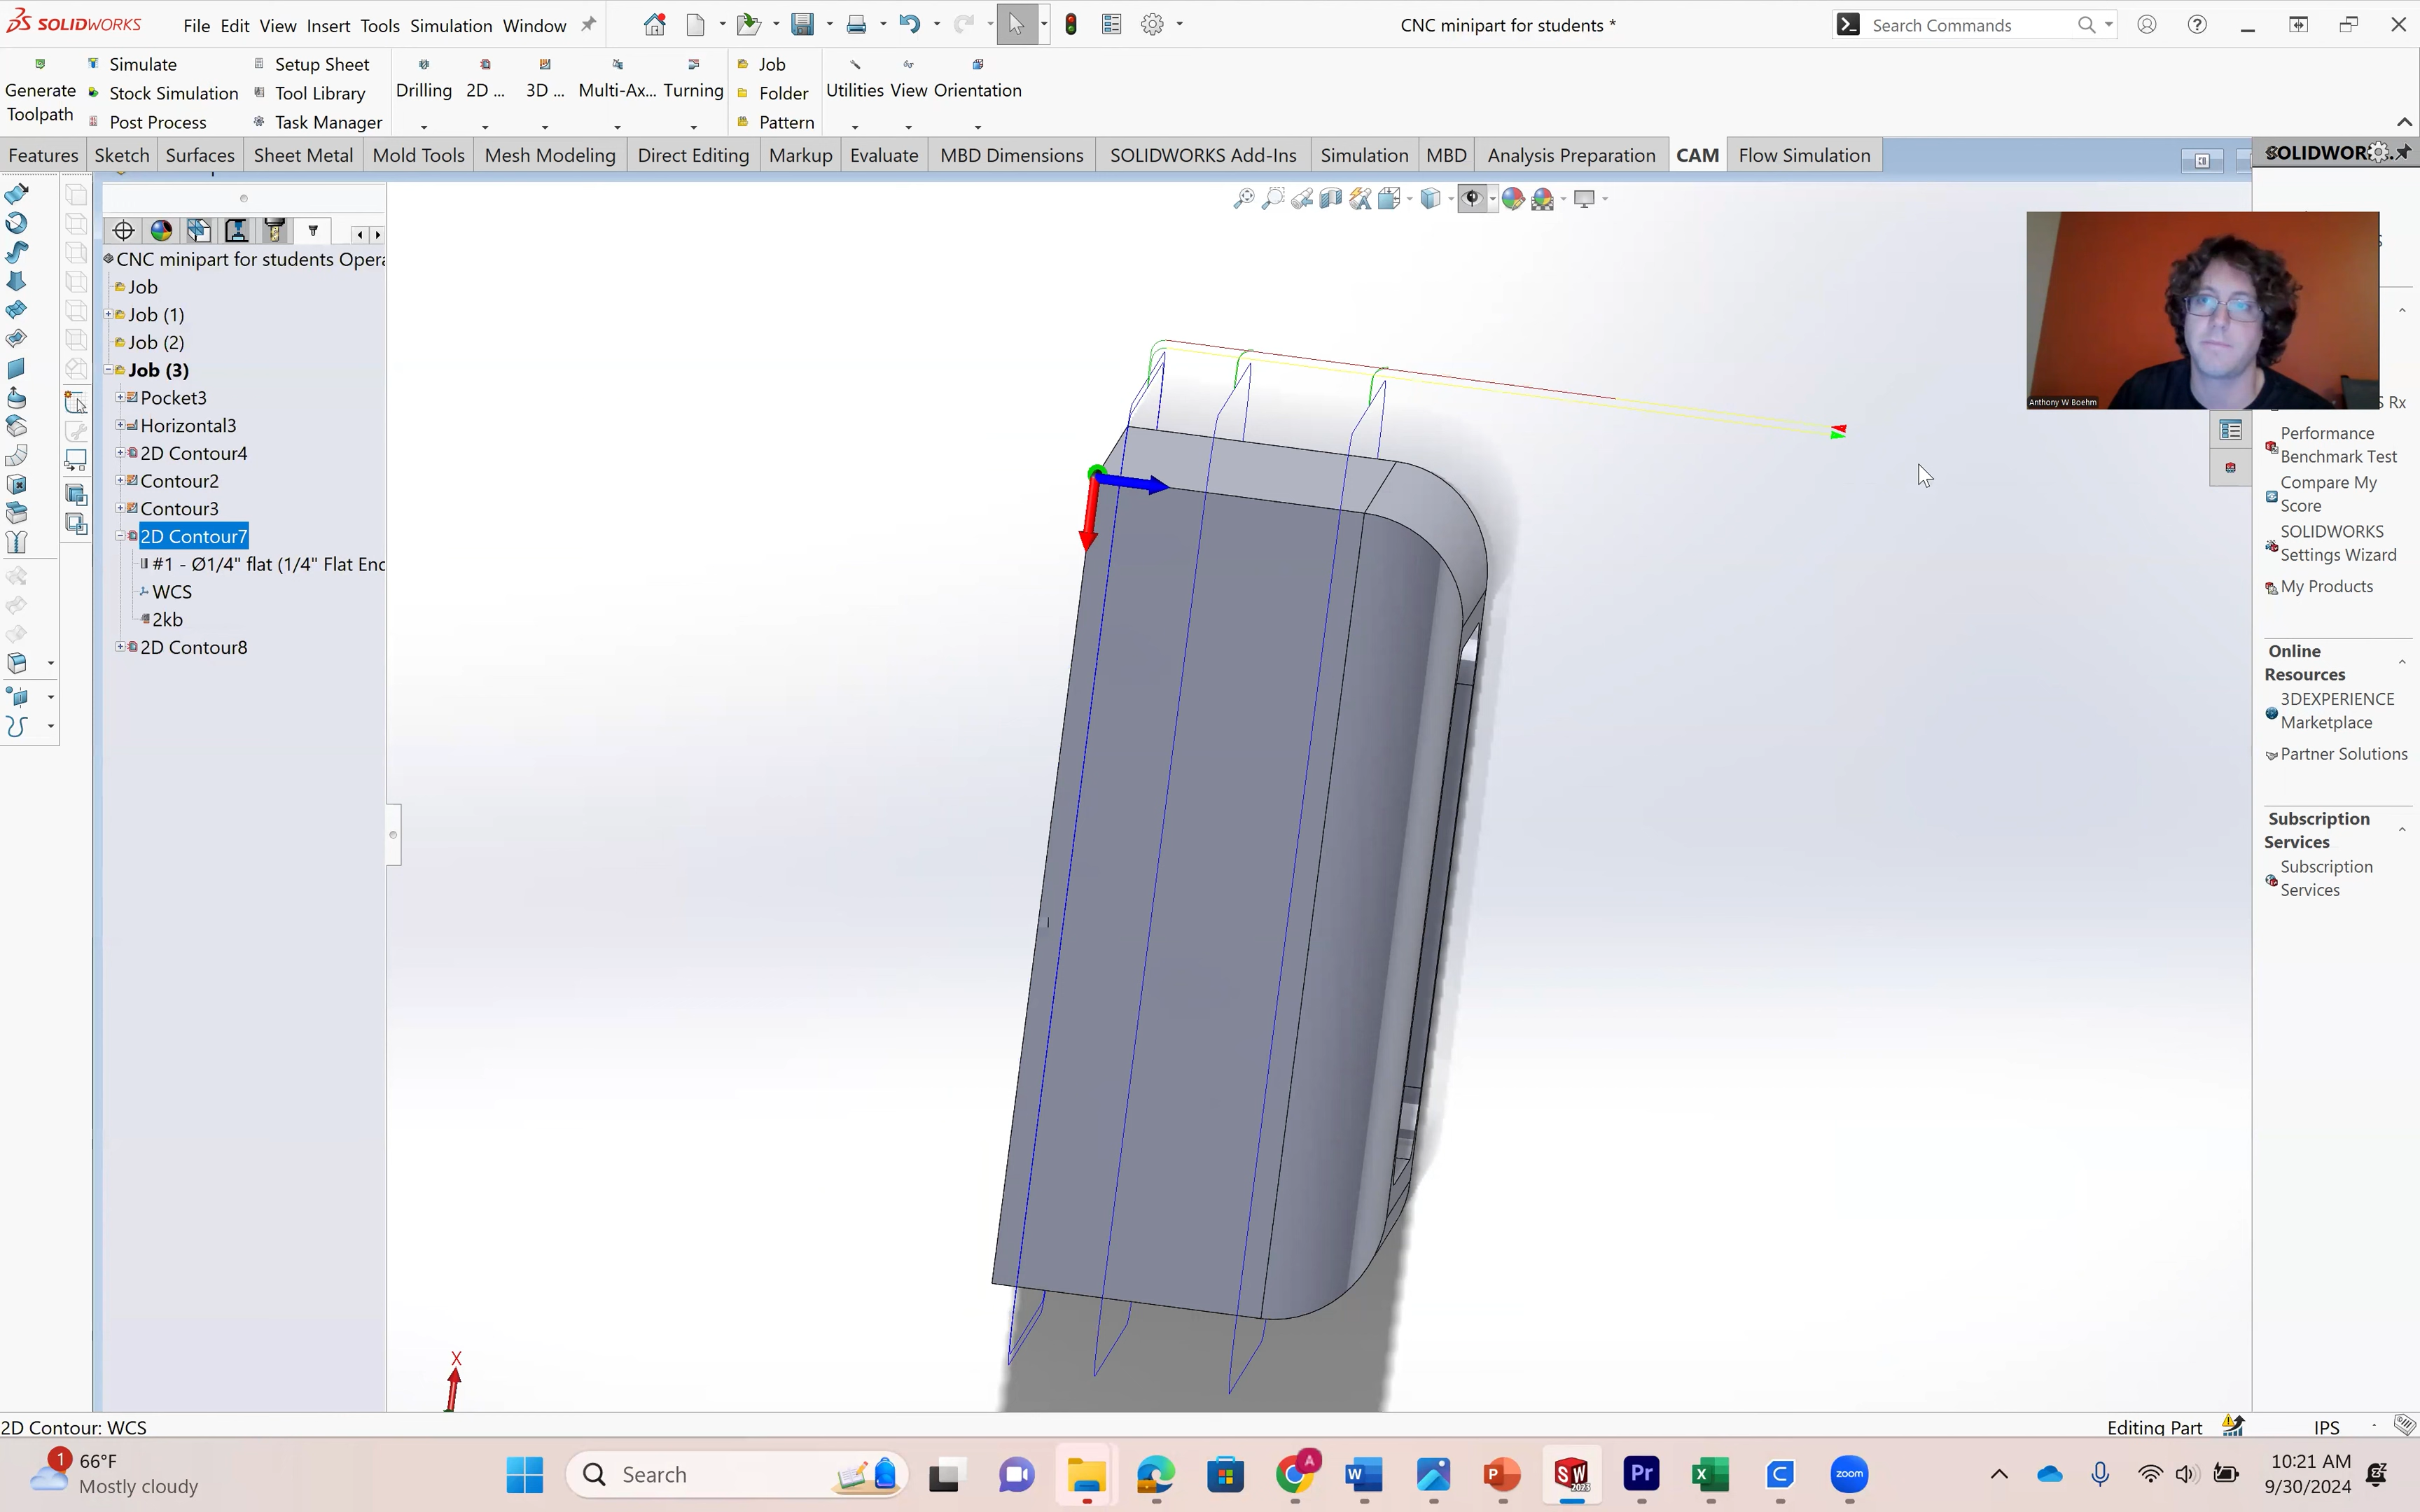 SOLIDWORKS File Edit View Insert Tools Simulation Window CNC minipart for students * Search Commands
Generate Toolpath
Simulate
Stock Simulation
Post Process
Setup Sheet
Tool Library
Task Manager
Drilling 2D ... 3D ... Multi-Ax... Turning
Job
Folder
Pattern
Utilities View Orientation
Features Sketch Surfaces Sheet Metal Mold Tools Mesh Modeling Direct Editing Markup Evaluate MBD Dimensions SOLIDWORKS Add-Ins Simulation MBD Analysis Preparation CAM Flow Simulation
CNC minipart for students Opera
Job
Job (1)
Job (2)
Job (3)
Pocket3
Horizontal3
2D Contour4
Contour2
Contour3
2D Contour7
#1 - Ø1/4" flat (1/4" Flat End
WCS
2kb
2D Contour8
X
Anthony W Boehm
Rx
Performance
Benchmark Test
Compare My
Score
SOLIDWORKS
Settings Wizard
My Products
Online
Resources
3DEXPERIENCE
Marketplace
Partner Solutions
Subscription
Services
Subscription
Services
2D Contour: WCS
Editing Part
IPS
1
66°F
Mostly cloudy
Search
A
W
P
SW
2023
Pr
X
C
zoom
10:21 AM
9/30/2024